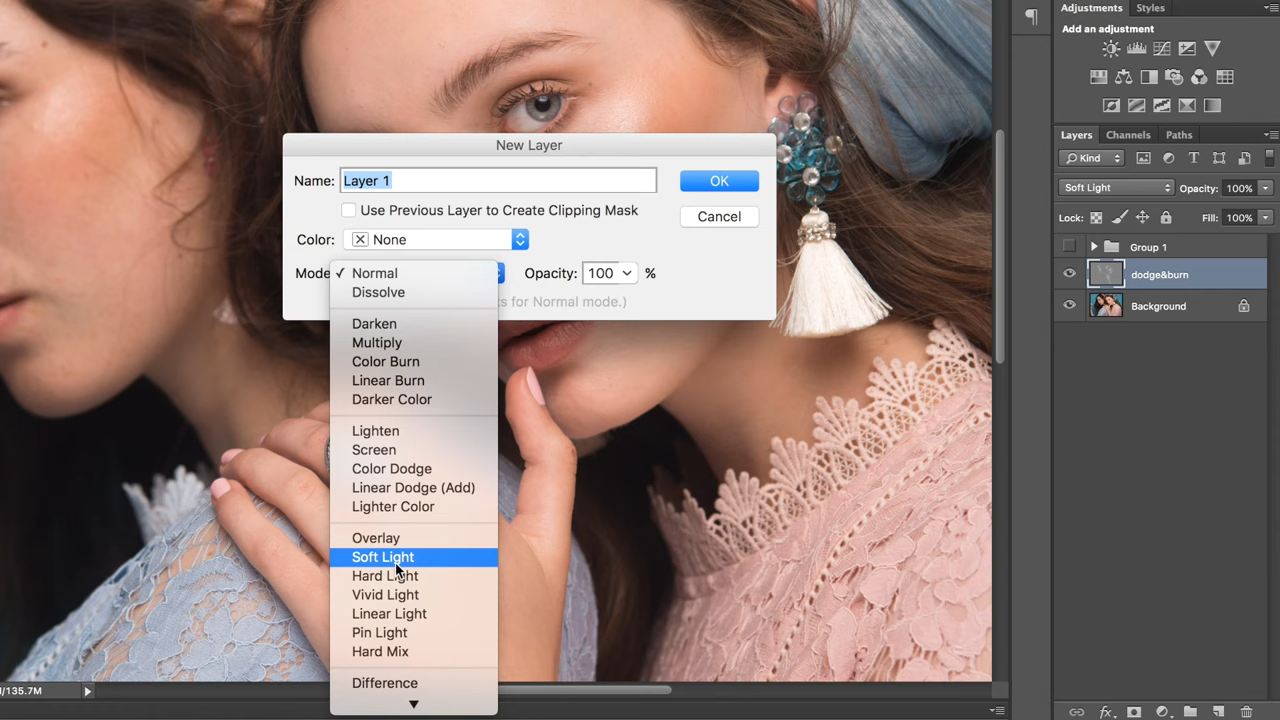 Adjustments Styles
Add an adjustment
New Layer
Name: Layer 1
OK
Use Previous Layer to Create Clipping Mask
Cancel
Color: None
Mode Opacity: 100 %
s for Normal mode.)
✓ Normal
Dissolve
Darken
Multiply
Color Burn
Linear Burn
Darker Color
Lighten
Screen
Color Dodge
Linear Dodge (Add)
Lighter Color
Overlay
Soft Light
Hard Light
Vivid Light
Linear Light
Pin Light
Hard Mix
Difference
Layers Channels Paths
Kind
Soft Light Opacity: 100%
Lock: Fill: 100%
Group 1
dodge&burn
Background
/135.7M
fx